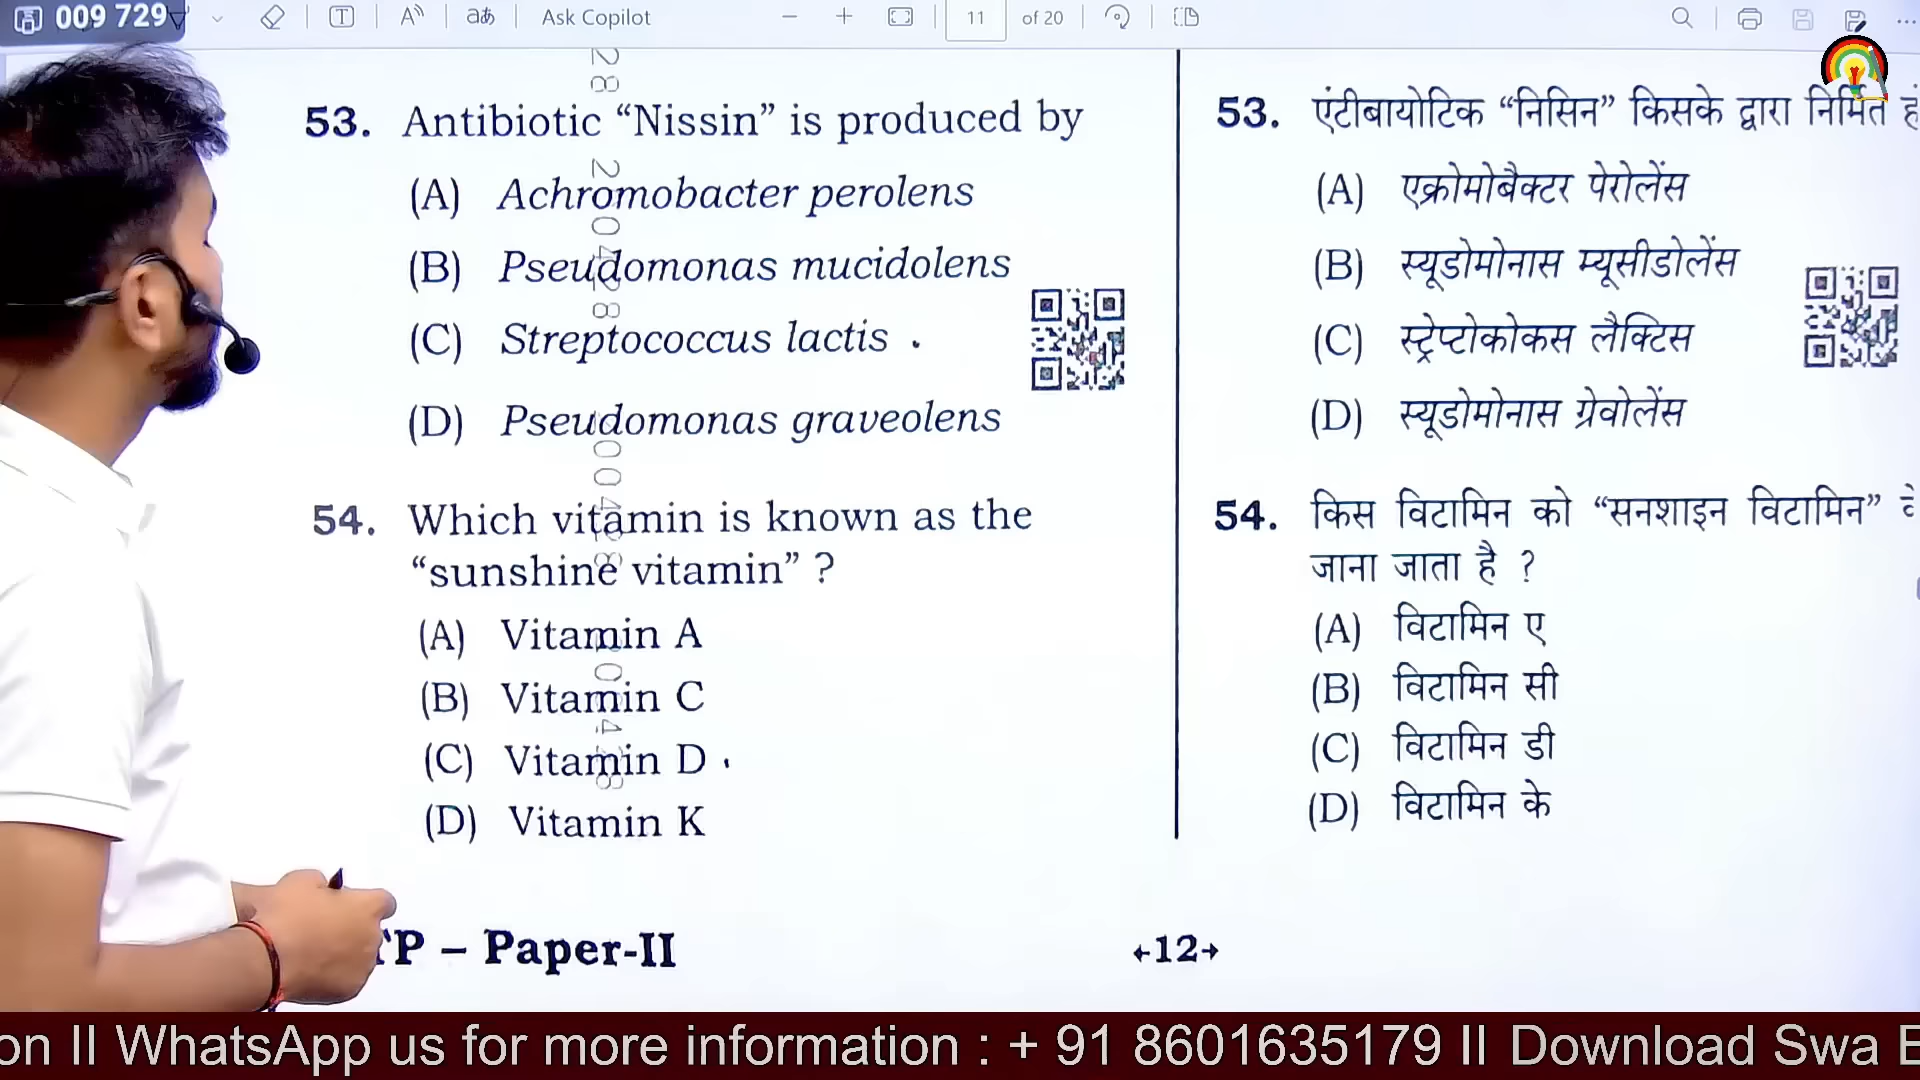 009 729
Ask Copilot
11 of 20
53. Antibiotic “Nissin” is produced by
(A) Achromobacter perolens
(B) Pseudomonas mucidolens
(C) Streptococcus lactis
(D) Pseudomonas graveolens
54. Which vitamin is known as the
“sunshine vitamin” ?
(A) Vitamin A
(B) Vitamin C
(C) Vitamin D
(D) Vitamin K
53. एंटीबायोटिक “निसिन” किसके द्वारा निर्मित
(A) एक्रोमोबैक्टर पेरोलेंस
(B) स्यूडोमोनास म्यूसीडोलेंस
(C) स्ट्रेप्टोकोकस लैक्टिस
(D) स्यूडोमोनास ग्रेवोलेंस
54. किस विटामिन को “सनशाइन विटामिन”
जाना जाता है ?
(A) विटामिन ए
(B) विटामिन सी
(C) विटामिन डी
(D) विटामिन के
TP – Paper-II
12
on II WhatsApp us for more information : + 91 8601635179 II Download Swa E